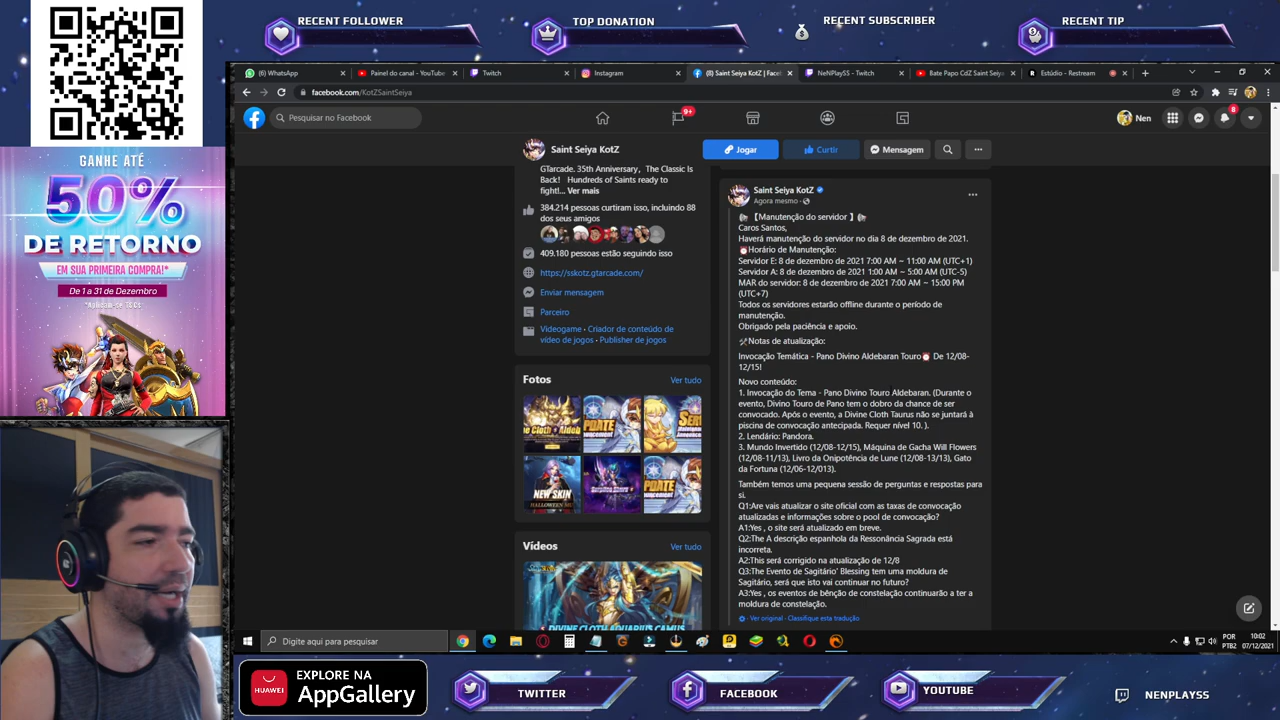 RECENT FOLLOWER
TOP DONATION
RECENT SUBSCRIBER
RECENT TIP
(6) WhatsApp
Painel do canal - YouTube
Twitch
Instagram
(8) Saint Seiya KotZ | Face
NeNPlaySS - Twitch
Bate Papo CdZ Saint Seiya
Estúdio - Restream
facebook.com/KotZSaintSeiya
Pesquisar no Facebook
9+
Nen
8
Saint Seiya KotZ
Jogar
Curtir
Mensagem
GANHE ATÉ
50%
DE RETORNO
EM SUA PRIMEIRA COMPRA!*
De 1 a 31 de Dezembro
GTarcade. 35th Anniversary, The Classic Is
Back! Hundreds of Saints ready to
fight!... Ver mais
384.214 pessoas curtiram isso, incluindo 88
dos seus amigos
409.180 pessoas estão seguindo isso
https://sskotz.gtarcade.com/
Enviar mensagem
Parceiro
Videogame · Criador de conteúdo de
vídeo de jogos · Publisher de jogos
Fotos
Ver tudo
NEW SKIN
Vídeos
Ver tudo
DIVINE CLOTH AQUARIUS CAMUS
Saint Seiya KotZ
Agora mesmo ·
【Manutenção do servidor 】
Caros Santos,
Haverá manutenção do servidor no dia 8 de dezembro de 2021.
⏰Horário de Manutenção:
Servidor E: 8 de dezembro de 2021 7:00 AM ~ 11:00 AM (UTC+1)
Servidor A: 8 de dezembro de 2021 1:00 AM ~ 5:00 AM (UTC-5)
MAR do servidor: 8 de dezembro de 2021 7:00 AM ~ 15:00 PM
(UTC+7)
Todos os servidores estarão offline durante o período de
manutenção.
Obrigado pela paciência e apoio.
🛠Notas de atualização:
Invocação Temática - Pano Divino Aldebaran Touro⏰ De 12/08-
12/15!
Novo conteúdo:
1. Invocação do Tema - Pano Divino Touro Aldebaran. (Durante o
evento, Divino Touro de Pano tem o dobro da chance de ser
convocado. Após o evento, a Divine Cloth Taurus não se juntará à
piscina de convocação antecipada. Requer nível 10. ).
2. Lendário: Pandora.
3. Mundo Invertido (12/08-12/15), Máquina de Gacha Will Flowers
(12/08-11/13), Livro da Onipotência de Lune (12/08-13/13), Gato
da Fortuna (12/06-12/013).
Também temos uma pequena sessão de perguntas e respostas para
si.
Q1:Are vais atualizar o site oficial com as taxas de convocação
atualizadas e informações sobre o pool de convocação?
A1:Yes , o site será atualizado em breve.
Q2:The A descrição espanhola da Ressonância Sagrada está
incorreta.
A2:This será corrigido na atualização de 12/8
Q3:The Evento de Sagitário' Blessing tem uma moldura de
Sagitário, será que isto vai continuar no futuro?
A3:Yes , os eventos de bênção de constelação continuarão a ter a
moldura de constelação.
· Ver original · Classifique esta tradução
Digite aqui para pesquisar
POR
PTB2
10:02
07/12/2021
HUAWEI
EXPLORE NA
AppGallery
TWITTER
FACEBOOK
YOUTUBE
NENPLAYSS